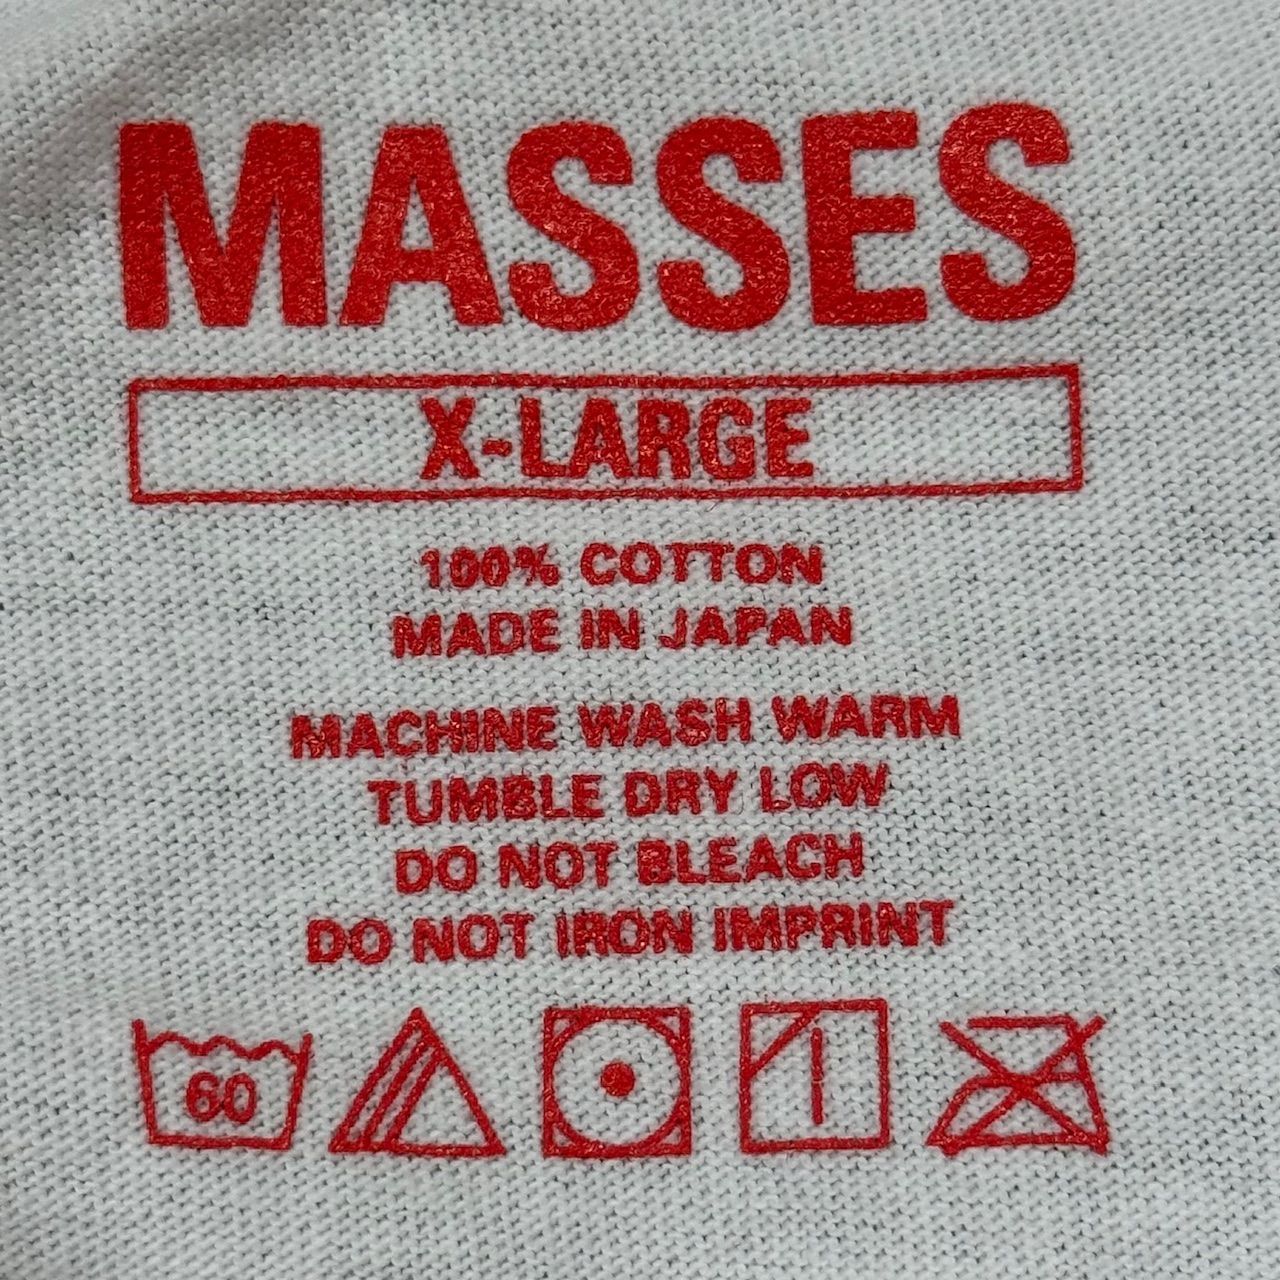 MASSES
X-LARGE
100% COTTON
MADE IN JAPAN
MACHINE WASH WARM
TUMBLE DRY LOW
DO NOT BLEACH
DO NOT IRON IMPRINT
60